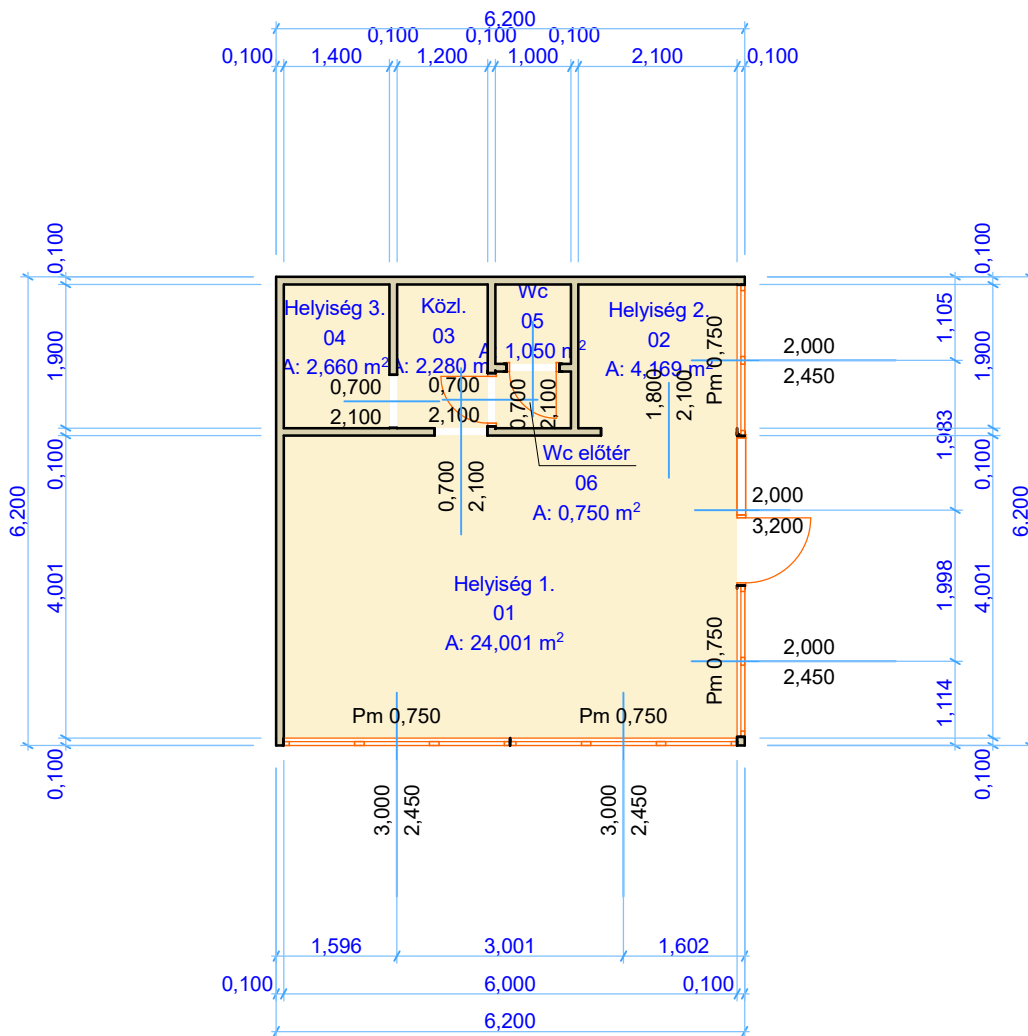 6,200
0,100 0,100 0,100
0,100 1,400 1,200 1,000 2,100 0,100
0,100
1,900
0,100
4,001
0,100
6,200
Helyiség 3.
04
A: 2,660 m²
Közl.
03
A: 2,280 m²
Wc
05
A: 1,050 m²
Helyiség 2.
02
A: 4,169 m²
Pm 0,750
0,700
2,100
0,700
2,100
0,700
2,100
1,800
2,100
0,700
2,100
Wc előtér
06
A: 0,750 m²
Helyiség 1.
01
A: 24,001 m²
2,000
2,450
2,000
3,200
2,000
2,450
Pm 0,750
Pm 0,750
Pm 0,750
3,000
2,450
3,000
2,450
1,105
1,983
1,998
1,114
0,100
1,900
0,100
4,001
0,100
6,200
1,596 3,001 1,602
0,100 6,000 0,100
6,200